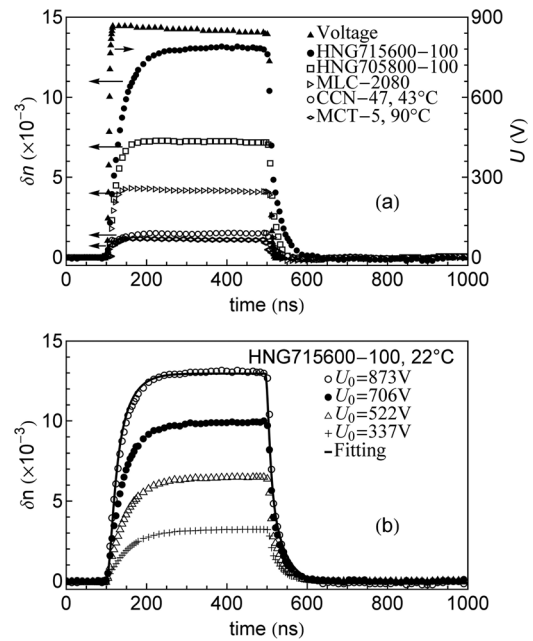 15
10
5
0
δn (×10⁻³)
900
600
300
0
U (V)
Voltage
HNG715600−100
HNG705800−100
MLC−2080
CCN−47, 43°C
MCT−5, 90°C
(a)
0 200 400 600 800 1000
time (ns)
15
10
5
0
δn (×10⁻³)
HNG715600−100, 22°C
U₀=873V
U₀=706V
U₀=522V
U₀=337V
Fitting
(b)
0 200 400 600 800 1000
time (ns)